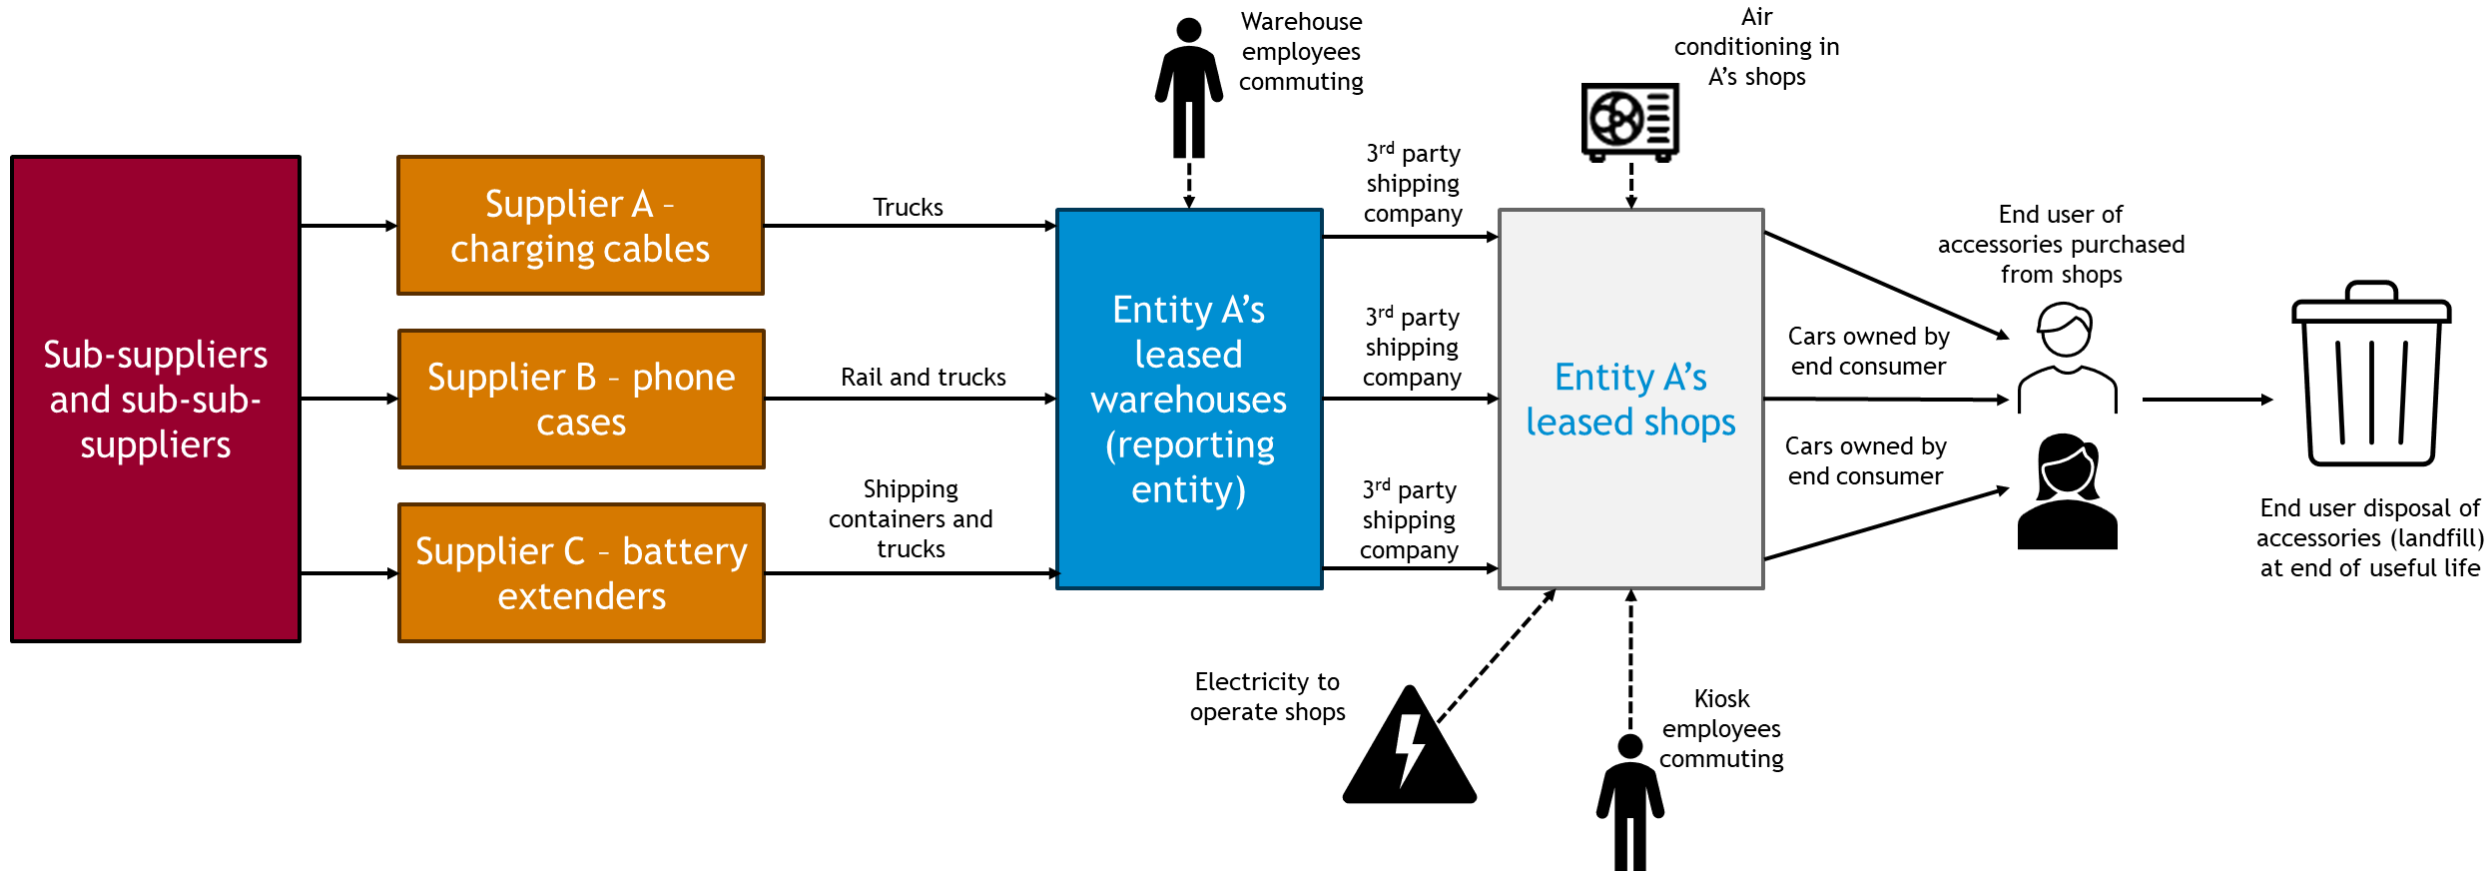 Warehouse
employees
commuting
Air
conditioning in
A's shops
Sub-suppliers
and sub-sub-
suppliers
Supplier A –
charging cables
Supplier B – phone
cases
Supplier C – battery
extenders
Trucks
Rail and trucks
Shipping
containers and
trucks
Entity A's
leased
warehouses
(reporting
entity)
3rd party
shipping
company
3rd party
shipping
company
3rd party
shipping
company
Entity A's
leased shops
End user of
accessories purchased
from shops
Cars owned by
end consumer
Cars owned by
end consumer
End user disposal of
accessories (landfill)
at end of useful life
Electricity to
operate shops
Kiosk
employees
commuting